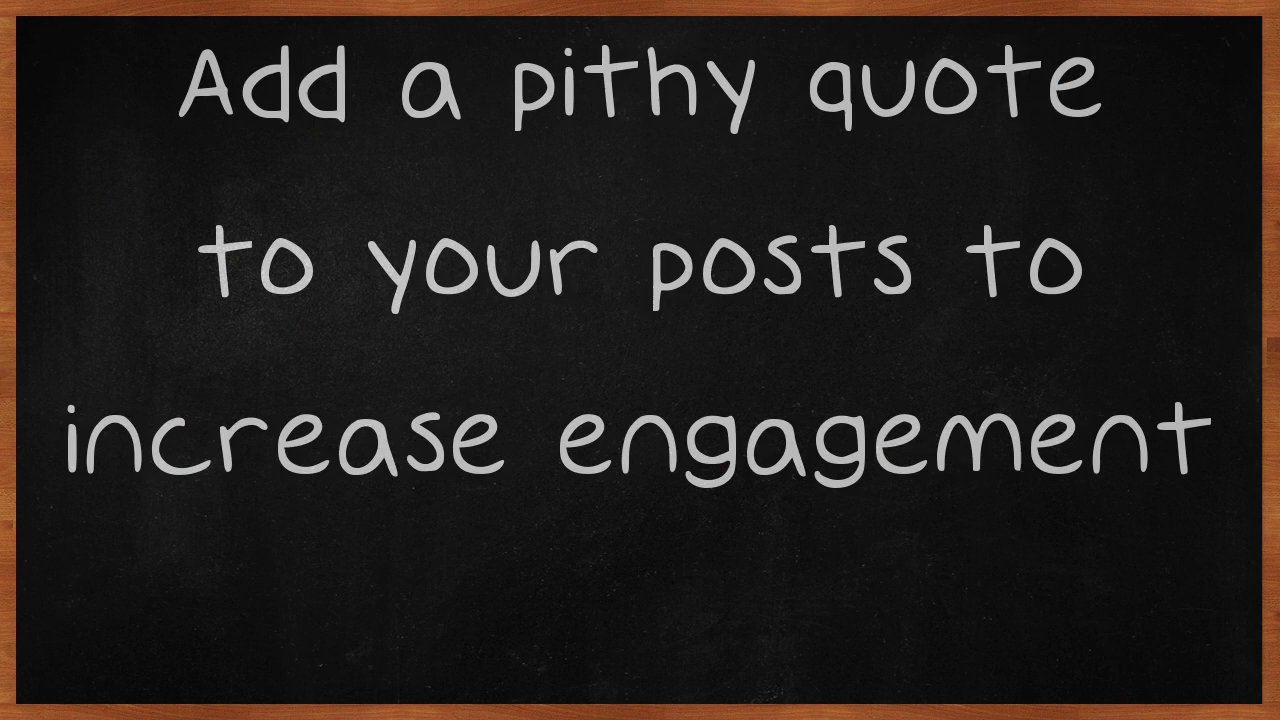 Add a pithy quote
to your posts to
increase engagement